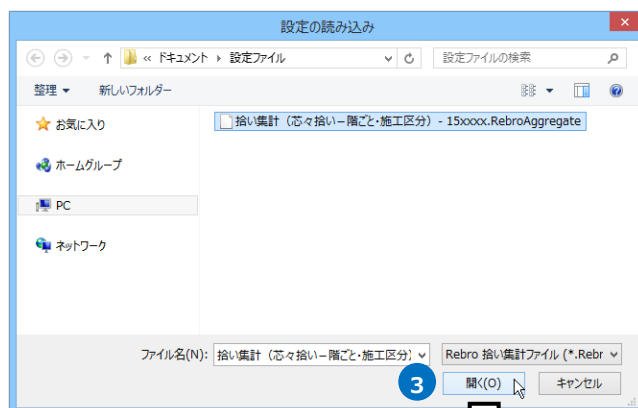 設定の読み込み
« ドキュメント ▸ 設定ファイル
設定ファイルの検索
整理 ▼ 新しいフォルダー
お気に入り
拾い集計（芯々拾い－階ごと・施工区分）- 15xxxx.RebroAggregate
ホームグループ
PC
ネットワーク
ファイル名(N): 拾い集計（芯々拾い－階ごと・施工区分）
Rebro 拾い集計ファイル (*.Rebr
3
開く(O) キャンセル